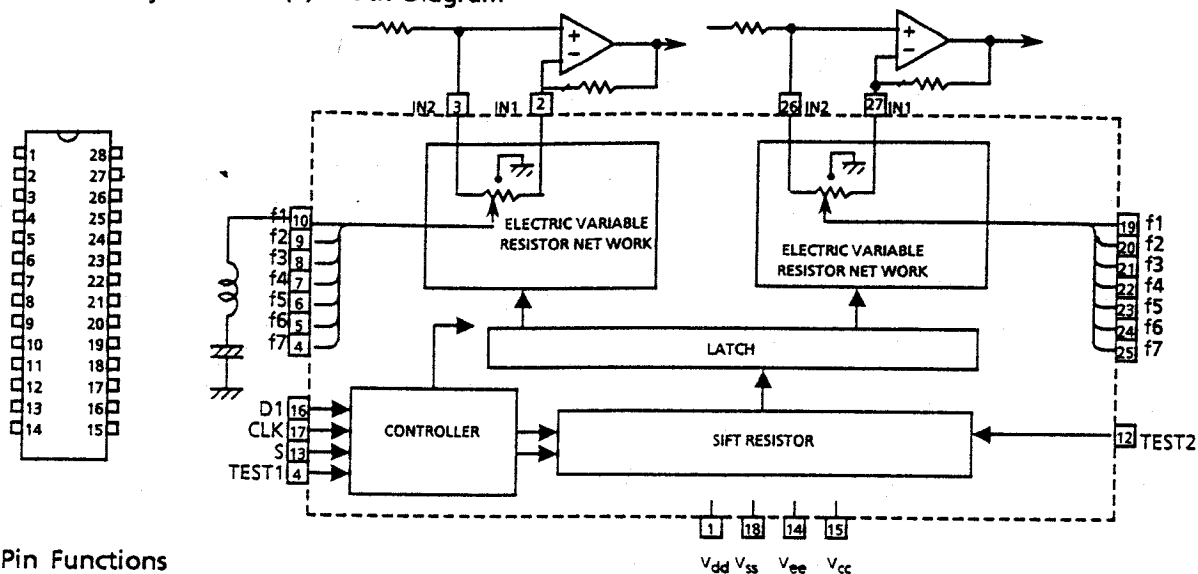 Diagram
+
−
+
−
IN2 3 IN1 2
26 IN2 27 IN1
1 28
2 27
3 26
4 25
5 24
6 23
7 22
8 21
9 20
10 19
11 18
12 17
13 16
14 15
f1 10
f2 9
f3 8
f4 7
f5 6
f6 5
f7 4
ELECTRIC VARIABLE
RESISTOR NET WORK
ELECTRIC VARIABLE
RESISTOR NET WORK
19 f1
20 f2
21 f3
22 f4
23 f5
24 f6
25 f7
LATCH
D1 16
CLK 17
S 13
TEST1 4
CONTROLLER
SIFT RESISTOR
12 TEST2
1 18 14 15
Vdd Vss Vee Vcc
Pin Functions